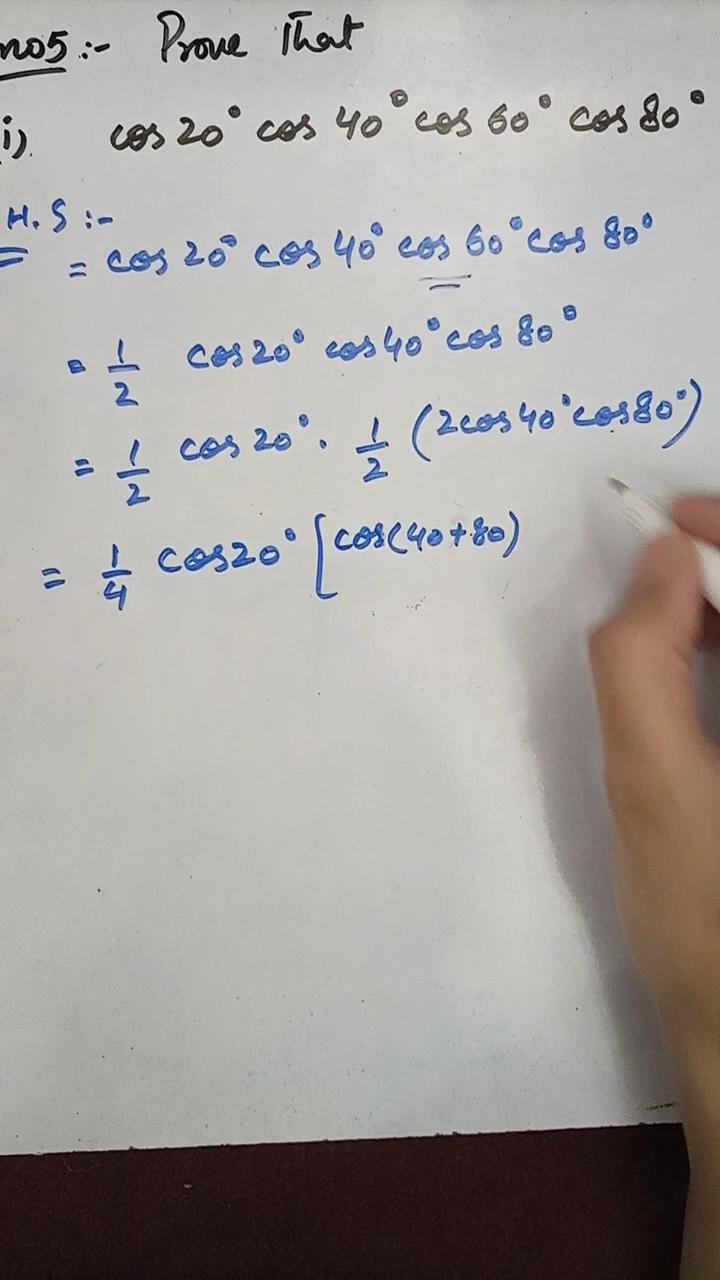 no5:- Prove That
i) cos 20° cos 40° cos 60° cos 80°
H.S :-
= cos 20° cos 40° cos 60° cos 80°
= 1/2 cos 20° cos 40° cos 80°
= 1/2 cos 20° . 1/2 (2cos 40° cos 80°)
= 1/4 cos 20° [cos(40+80)